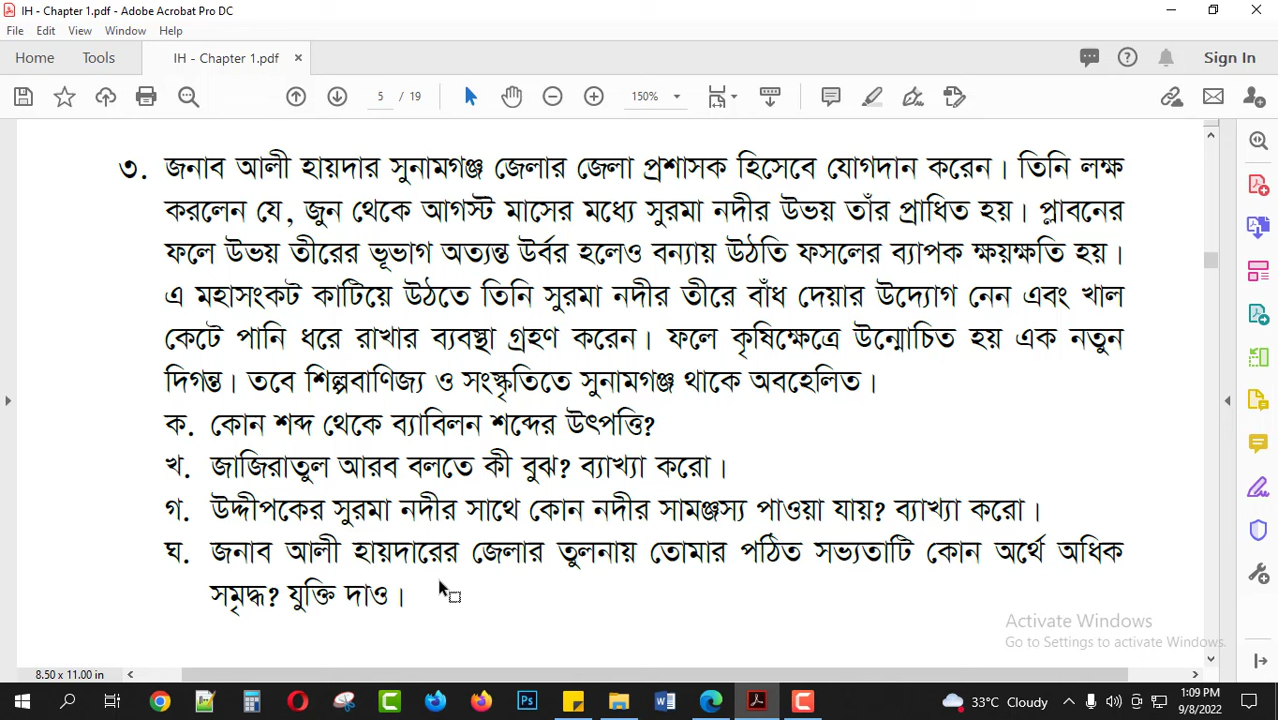 IH - Chapter 1.pdf - Adobe Acrobat Pro DC
File Edit View Window Help
Home Tools IH - Chapter 1.pdf × Sign In
5 / 19 150%
৩. জনাব আলী হায়দার সুনামগঞ্জ জেলার জেলা প্রশাসক হিসেবে যোগদান করেন। তিনি লক্ষ
করলেন যে, জুন থেকে আগস্ট মাসের মধ্যে সুরমা নদীর উভয় তাঁর প্রাধিত হয়। প্লাবনের
ফলে উভয় তীরের ভূভাগ অত্যন্ত উর্বর হলেও বন্যায় উঠতি ফসলের ব্যাপক ক্ষয়ক্ষতি হয়।
এ মহাসংকট কাটিয়ে উঠতে তিনি সুরমা নদীর তীরে বাঁধ দেয়ার উদ্যোগ নেন এবং খাল
কেটে পানি ধরে রাখার ব্যবস্থা গ্রহণ করেন। ফলে কৃষিক্ষেত্রে উন্মোচিত হয় এক নতুন
দিগন্ত। তবে শিল্পবাণিজ্য ও সংস্কৃতিতে সুনামগঞ্জ থাকে অবহেলিত।
ক. কোন শব্দ থেকে ব্যাবিলন শব্দের উৎপত্তি?
খ. জাজিরাতুল আরব বলতে কী বুঝ? ব্যাখ্যা করো।
গ. উদ্দীপকের সুরমা নদীর সাথে কোন নদীর সামঞ্জস্য পাওয়া যায়? ব্যাখ্যা করো।
ঘ. জনাব আলী হায়দারের জেলার তুলনায় তোমার পঠিত সভ্যতাটি কোন অর্থে অধিক
সমৃদ্ধ? যুক্তি দাও।
Activate Windows
Go to Settings to activate Windows.
8.50 x 11.00 in
33°C Cloudy 1:09 PM
9/8/2022